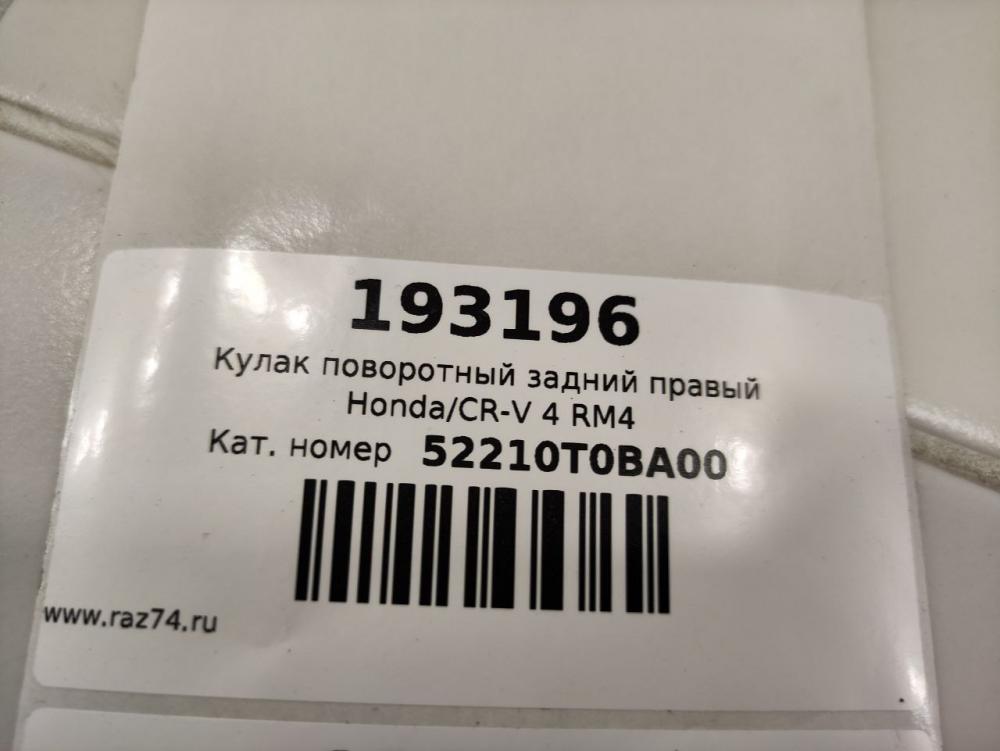 193196
Кулак поворотный задний правый
Honda/CR-V 4 RM4
Кат. номер 52210T0BA00
www.raz74.ru